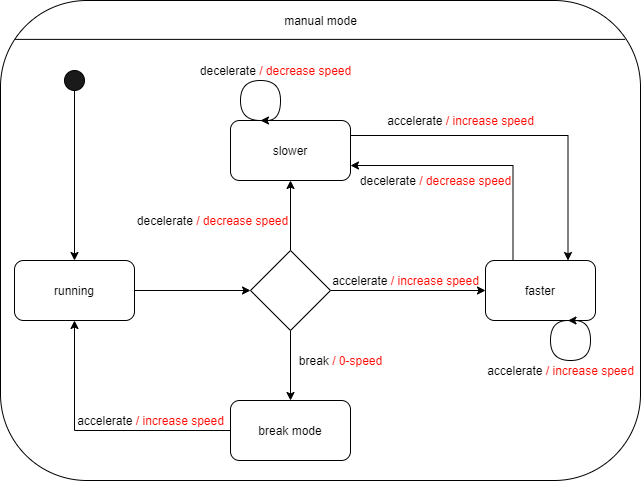 manual mode
decelerate / decrease speed
accelerate / increase speed
slower
decelerate / decrease speed
decelerate / decrease speed
running
accelerate / increase speed
faster
break / 0-speed
accelerate / increase speed
accelerate / increase speed
break mode